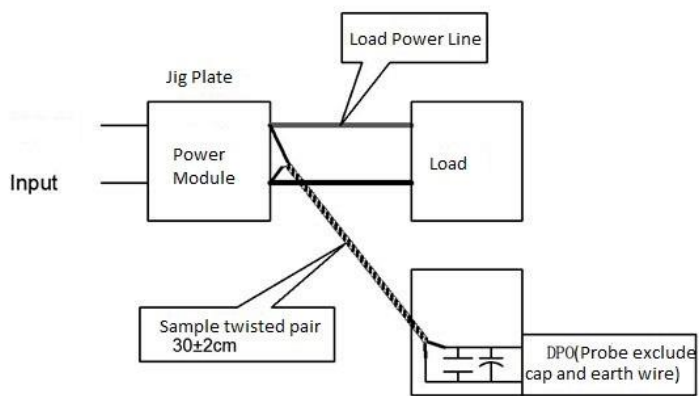 Load Power Line
Jig Plate
Power
Module
Load
Input
Sample twisted pair
30±2cm
DPO(Probe exclude
cap and earth wire)